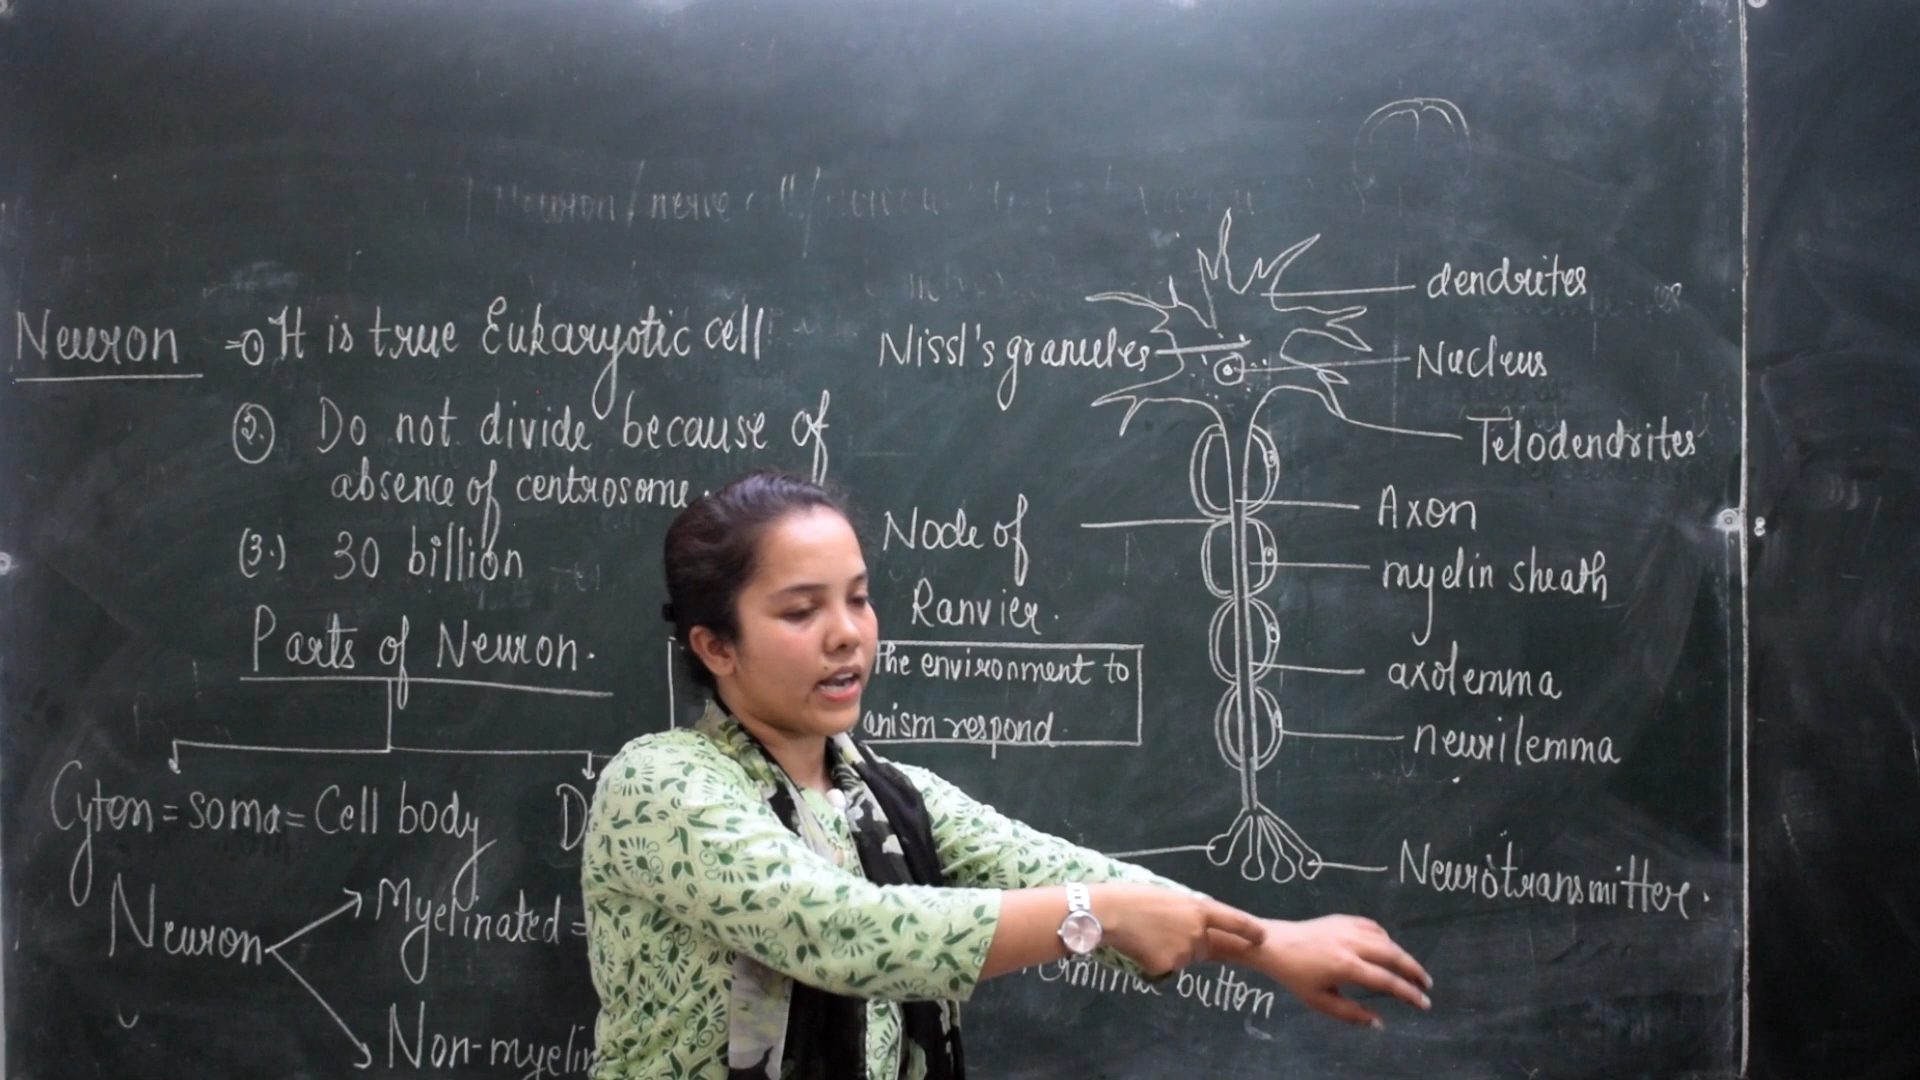 Neuron / nerve
Neuron ⇒① It is true Eukaryotic cell
②. Do not divide because of
absence of centrosome.
(3.) 30 billion
Parts of Neuron.
Cyton = soma = Cell body
Neuron
Myelinated =
Non-myelin
dendrites
Nissl's granules
Nucleus
Telodendrites
Axon
Node of
Ranvier.
myelin sheath
the environment to
anism respond.
axolemma
neurilemma
Neurotransmitter.
button